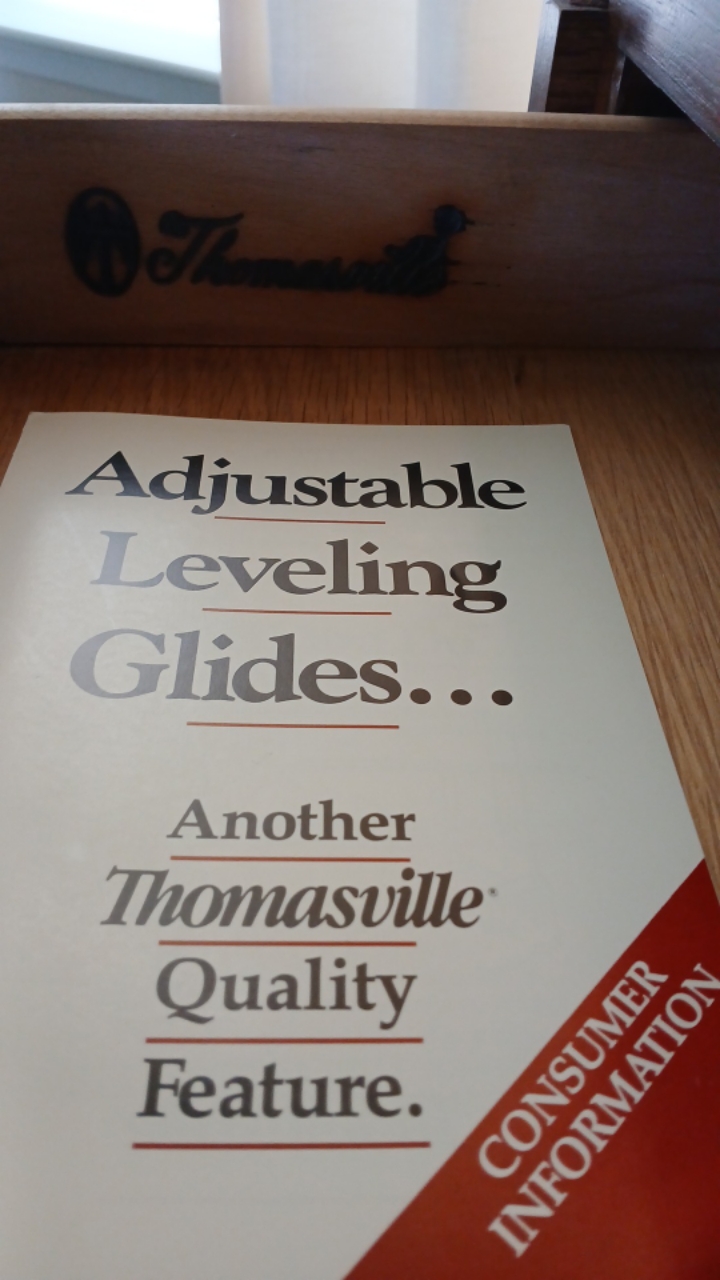 Thomasville
Adjustable
Leveling
Glides...
Another
Thomasville®
Quality
Feature.
CONSUMER
INFORMATION